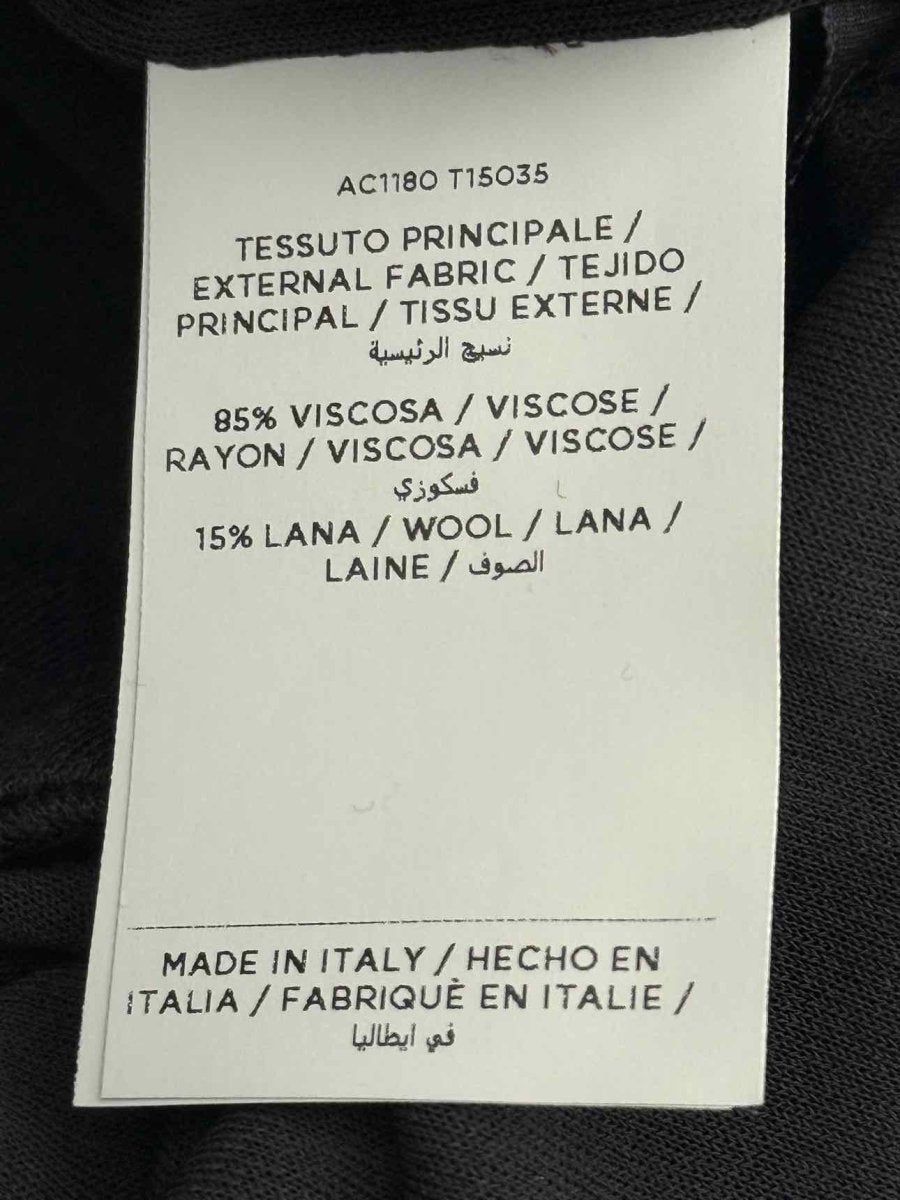 AC1180 T15035
TESSUTO PRINCIPALE /
EXTERNAL FABRIC / TEJIDO
PRINCIPAL / TISSU EXTERNE /
نسيج الرئيسية
85% VISCOSA / VISCOSE /
RAYON / VISCOSA / VISCOSE /
فسكوزي
15% LANA / WOOL / LANA /
LAINE / الصوف
MADE IN ITALY / HECHO EN
ITALIA / FABRIQUÈ EN ITALIE /
في ايطاليا